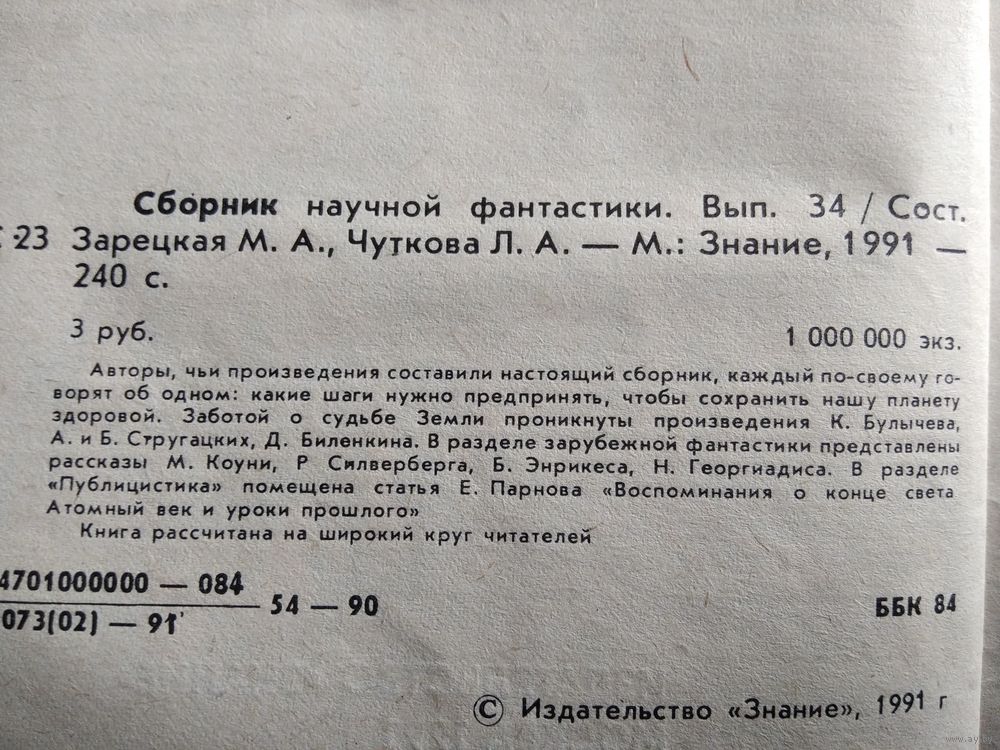 Сборник научной фантастики. Вып. 34 / Сост.
С 23 Зарецкая М. А., Чуткова Л. А. — М.: Знание, 1991 —
240 с.
3 руб. 1 000 000 экз.
Авторы, чьи произведения составили настоящий сборник, каждый по-своему го-
ворят об одном: какие шаги нужно предпринять, чтобы сохранить нашу планету
здоровой. Заботой о судьбе Земли проникнуты произведения К. Булычева,
А. и Б. Стругацких, Д. Биленкина. В разделе зарубежной фантастики представлены
рассказы М. Коуни, Р Силверберга, Б. Энрикеса, Н. Георгиадиса. В разделе
«Публицистика» помещена статья Е. Парнова «Воспоминания о конце света
Атомный век и уроки прошлого»
Книга рассчитана на широкий круг читателей
4701000000 — 084
073(02) — 91 54 — 90
ББК 84
© Издательство «Знание», 1991 г